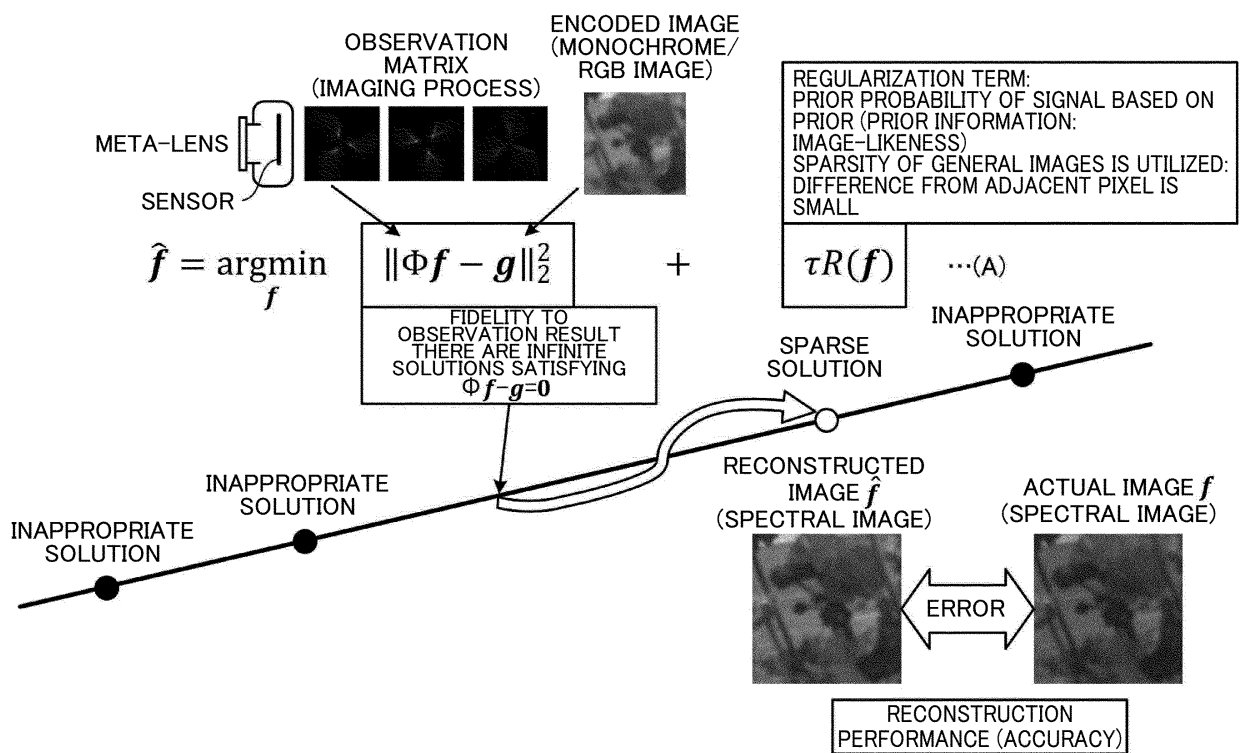 OBSERVATION
MATRIX
(IMAGING PROCESS)
ENCODED IMAGE
(MONOCHROME/
RGB IMAGE)
META-LENS
SENSOR
REGULARIZATION TERM:
PRIOR PROBABILITY OF SIGNAL BASED ON
PRIOR (PRIOR INFORMATION:
IMAGE-LIKENESS)
SPARSITY OF GENERAL IMAGES IS UTILIZED:
DIFFERENCE FROM ADJACENT PIXEL IS
SMALL
f̂ = argmin_f ‖Φf − g‖₂² + τR(f) ···(A)
FIDELITY TO
OBSERVATION RESULT
THERE ARE INFINITE
SOLUTIONS SATISFYING
Φf−g=0
SPARSE
SOLUTION
INAPPROPRIATE
SOLUTION
INAPPROPRIATE
SOLUTION
INAPPROPRIATE
SOLUTION
RECONSTRUCTED
IMAGE f̂
(SPECTRAL IMAGE)
ACTUAL IMAGE f
(SPECTRAL IMAGE)
ERROR
RECONSTRUCTION
PERFORMANCE (ACCURACY)